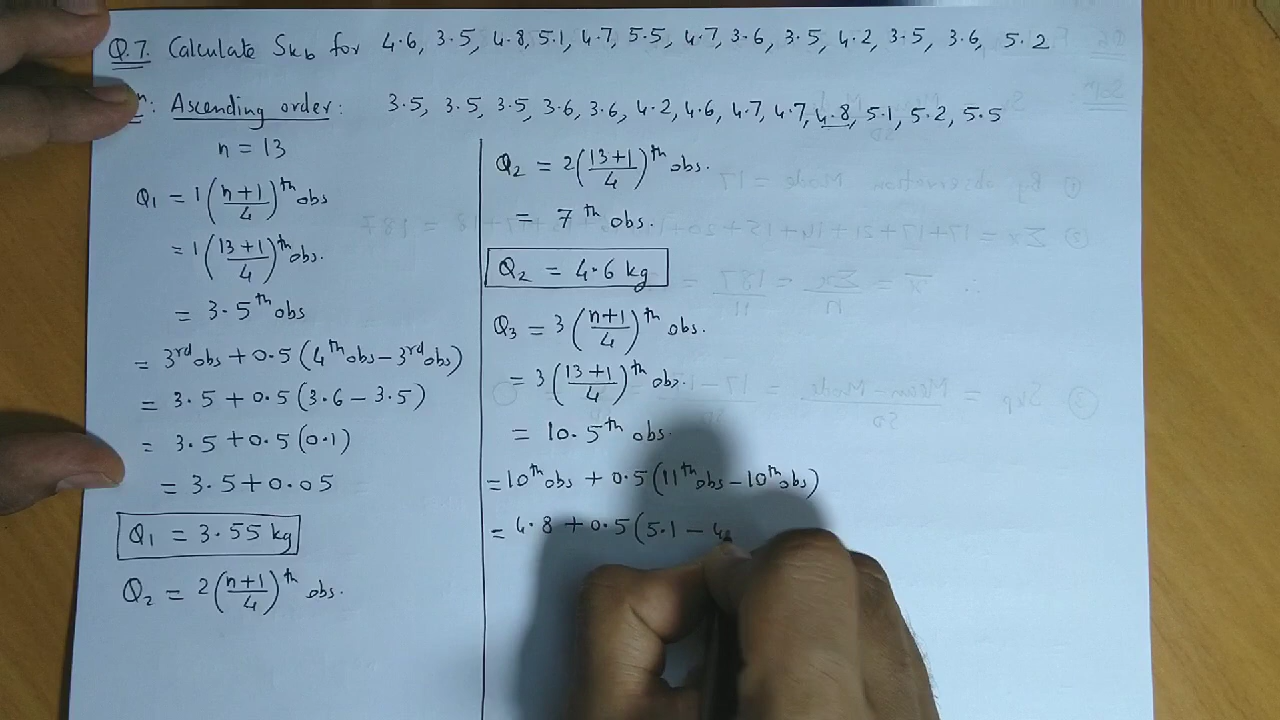 Q.7. Calculate Skb for 4.6, 3.5, 4.8, 5.1, 4.7, 5.5, 4.7, 3.6, 3.5, 4.2, 3.5, 3.6, 5.2
Ascending order: 3.5, 3.5, 3.5, 3.6, 3.6, 4.2, 4.6, 4.7, 4.7, 4.8, 5.1, 5.2, 5.5
n = 13
Q1 = 1(n+1/4)th obs
= 1(13+1/4)th obs.
= 3.5th obs
= 3rd obs + 0.5(4th obs - 3rd obs)
= 3.5 + 0.5(3.6 - 3.5)
= 3.5 + 0.5(0.1)
= 3.5 + 0.05
Q1 = 3.55 kg
Q2 = 2(n+1/4)th obs.
Q2 = 2(13+1/4)th obs.
= 7th obs.
Q2 = 4.6 kg
Q3 = 3(n+1/4)th obs.
= 3(13+1/4)th obs.
= 10.5th obs.
= 10th obs + 0.5(11th obs - 10th obs)
= 4.8 + 0.5(5.1 - 4